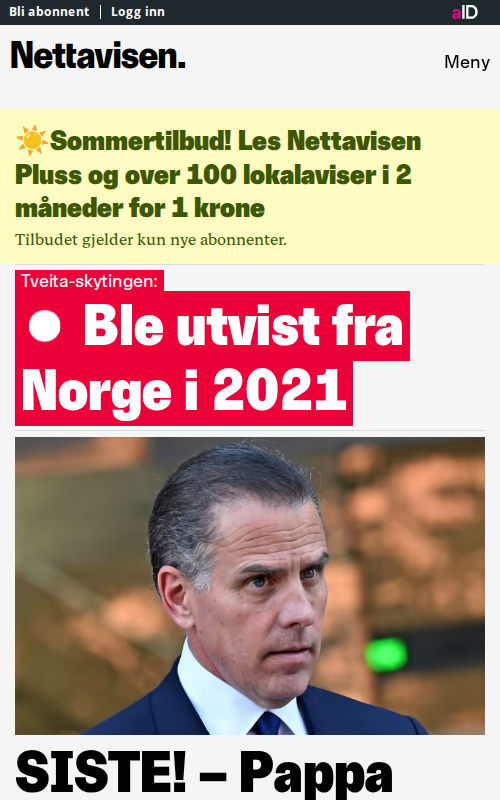 Bli abonnent
Logg inn
aID
Nettavisen.
Meny
Sommertilbud! Les Nettavisen
Pluss og over 100 lokalaviser i 2
måneder for 1 krone
Tilbudet gjelder kun nye abonnenter.
Tveita-skytingen:
Ble utvist fra
Norge i 2021
SISTE! – Pappa